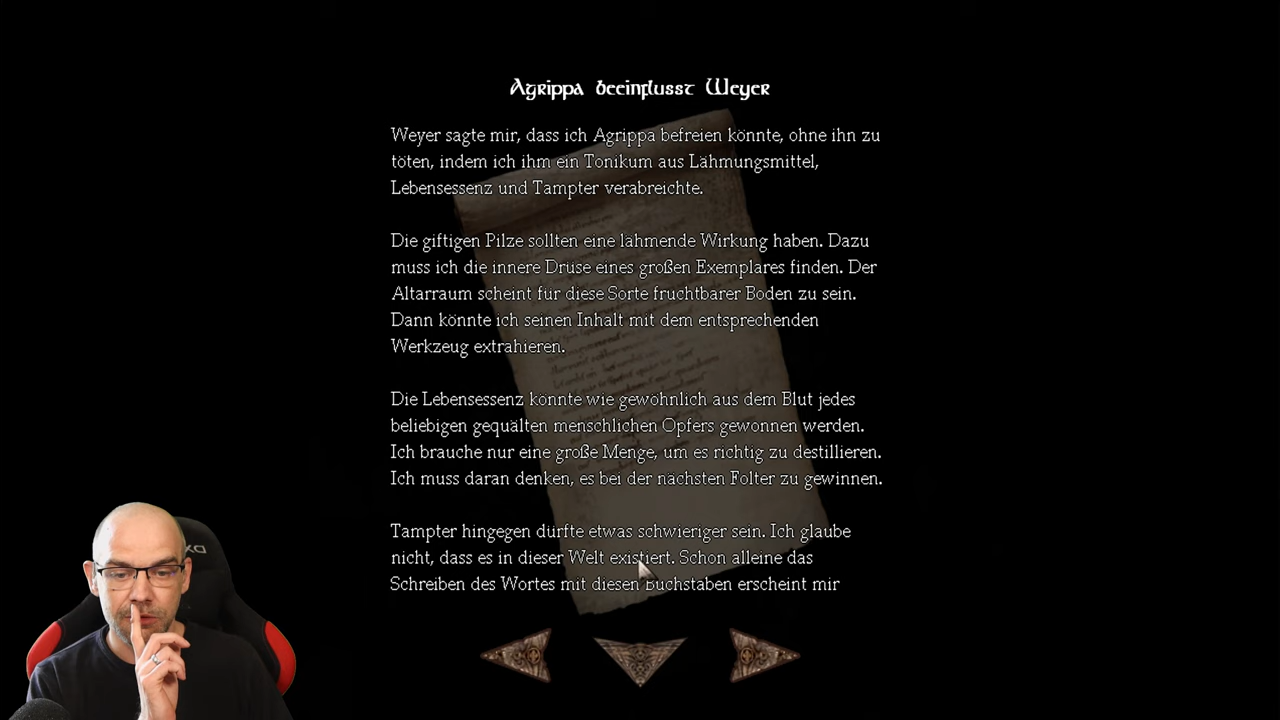 Agrippa beeinflusst Weyer
Weyer sagte mir, dass ich Agrippa befreien könnte, ohne ihn zu
töten, indem ich ihm ein Tonikum aus Lähmungsmittel,
Lebensessenz und Tampter verabreichte.
Die giftigen Pilze sollten eine lähmende Wirkung haben. Dazu
muss ich die innere Drüse eines großen Exemplares finden. Der
Altarraum scheint für diese Sorte fruchtbarer Boden zu sein.
Dann könnte ich seinen Inhalt mit dem entsprechenden
Werkzeug extrahieren.
Die Lebensessenz könnte wie gewöhnlich aus dem Blut jedes
beliebigen gequälten menschlichen Opfers gewonnen werden.
Ich brauche nur eine große Menge, um es richtig zu destillieren.
Ich muss daran denken, es bei der nächsten Folter zu gewinnen.
Tampter hingegen dürfte etwas schwieriger sein. Ich glaube
nicht, dass es in dieser Welt existiert. Schon alleine das
Schreiben des Wortes mit diesen Buchstaben erscheint mir